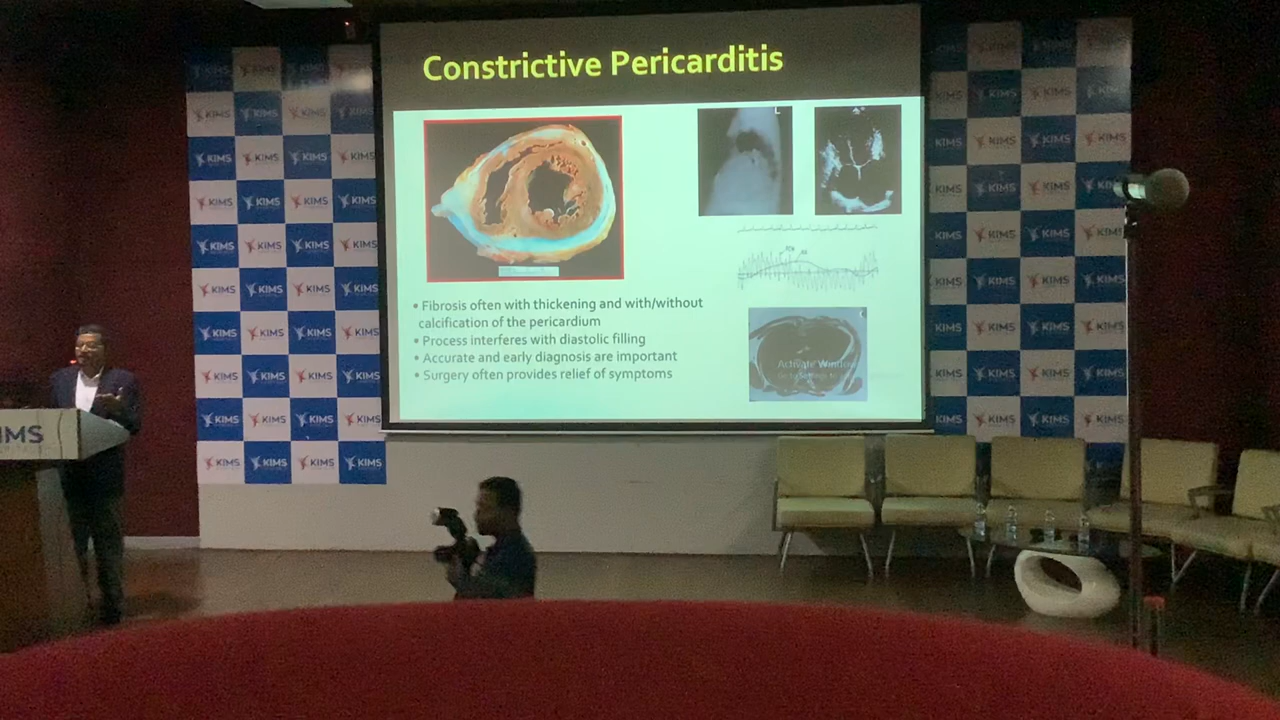 Constrictive Pericarditis
L
• Fibrosis often with thickening and with/without
calcification of the pericardium
• Process interferes with diastolic filling
• Accurate and early diagnosis are important
• Surgery often provides relief of symptoms
Activate Windows
KIMS
IMS